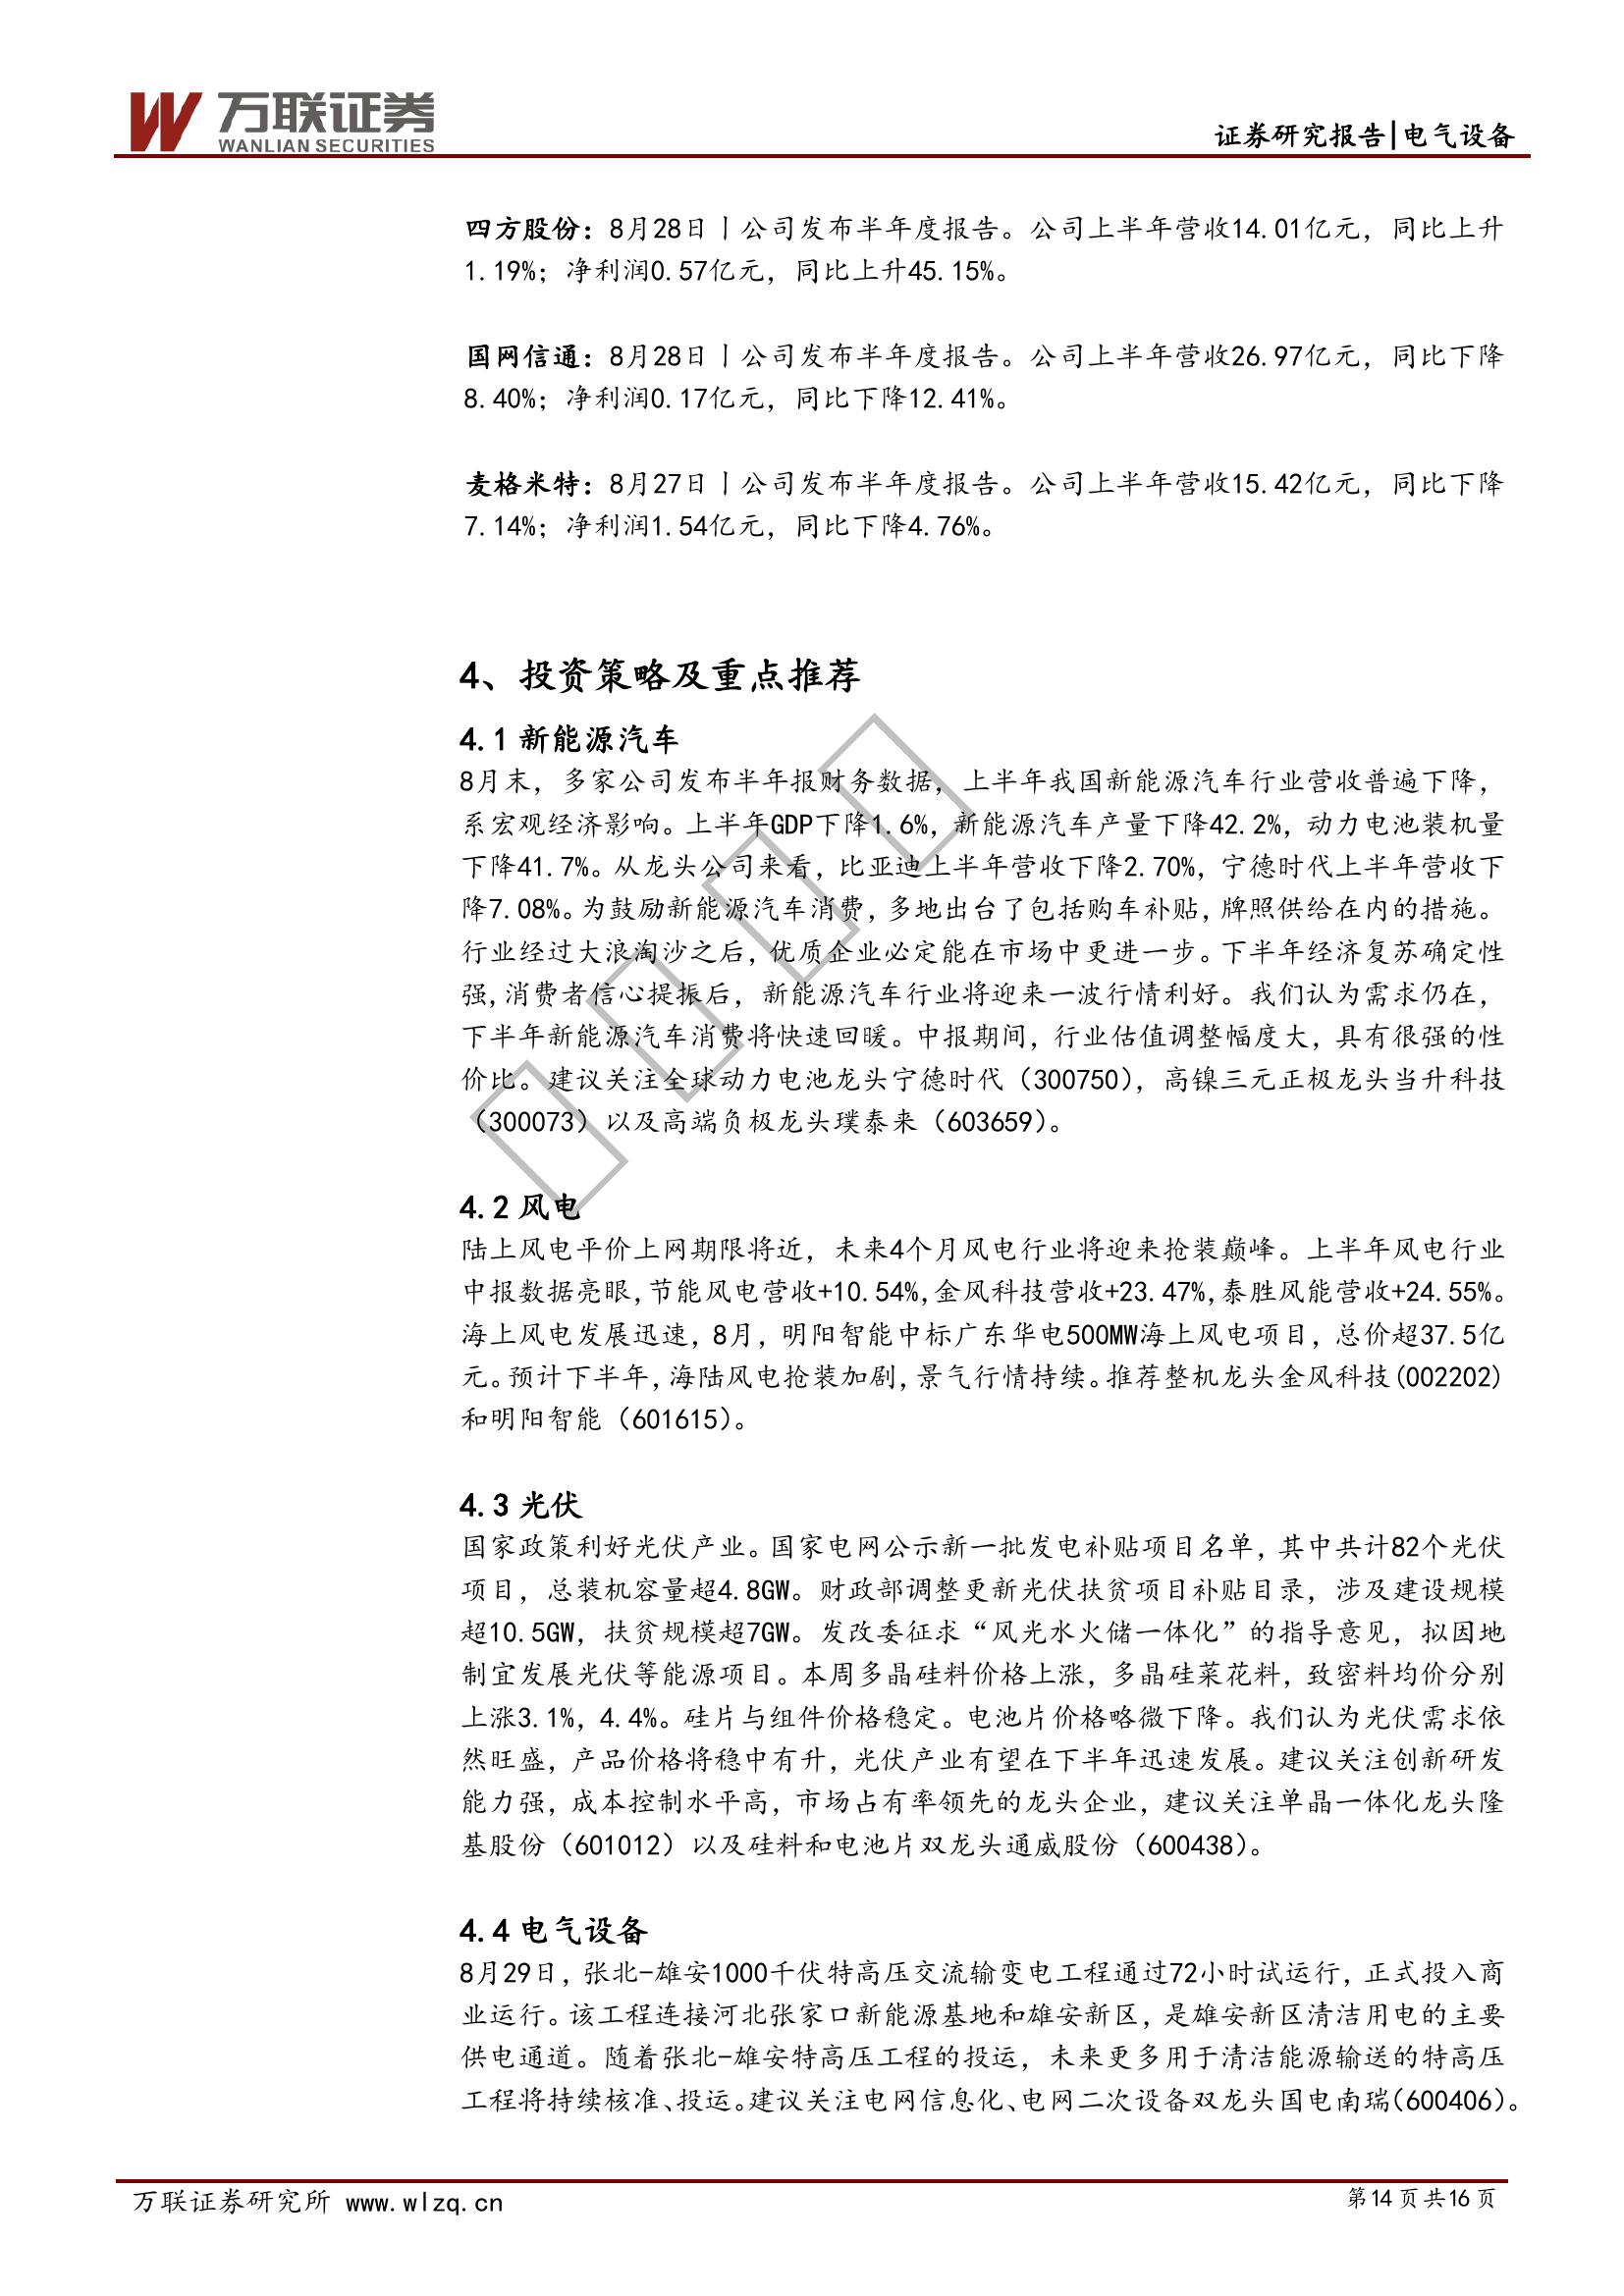 万联证券
WANLIAN SECURITIES
证券研究报告|电气设备
四方股份：8月28日丨公司发布半年度报告。公司上半年营收14.01亿元，同比上升
1.19%；净利润0.57亿元，同比上升45.15%。
国网信通：8月28日丨公司发布半年度报告。公司上半年营收26.97亿元，同比下降
8.40%；净利润0.17亿元，同比下降12.41%。
麦格米特：8月27日丨公司发布半年度报告。公司上半年营收15.42亿元，同比下降
7.14%；净利润1.54亿元，同比下降4.76%。
4、投资策略及重点推荐
4.1 新能源汽车
8月末，多家公司发布半年报财务数据，上半年我国新能源汽车行业营收普遍下降，
系宏观经济影响。上半年GDP下降1.6%，新能源汽车产量下降42.2%，动力电池装机量
下降41.7%。从龙头公司来看，比亚迪上半年营收下降2.70%，宁德时代上半年营收下
降7.08%。为鼓励新能源汽车消费，多地出台了包括购车补贴，牌照供给在内的措施。
行业经过大浪淘沙之后，优质企业必定能在市场中更进一步。下半年经济复苏确定性
强，消费者信心提振后，新能源汽车行业将迎来一波行情利好。我们认为需求仍在，
下半年新能源汽车消费将快速回暖。中报期间，行业估值调整幅度大，具有很强的性
价比。建议关注全球动力电池龙头宁德时代（300750），高镍三元正极龙头当升科技
（300073）以及高端负极龙头璞泰来（603659）。
4.2 风电
陆上风电平价上网期限将近，未来4个月风电行业将迎来抢装巅峰。上半年风电行业
中报数据亮眼，节能风电营收+10.54%，金风科技营收+23.47%，泰胜风能营收+24.55%。
海上风电发展迅速，8月，明阳智能中标广东华电500MW海上风电项目，总价超37.5亿
元。预计下半年，海陆风电抢装加剧，景气行情持续。推荐整机龙头金风科技(002202)
和明阳智能（601615）。
4.3 光伏
国家政策利好光伏产业。国家电网公示新一批发电补贴项目名单，其中共计82个光伏
项目，总装机容量超4.8GW。财政部调整更新光伏扶贫项目补贴目录，涉及建设规模
超10.5GW，扶贫规模超7GW。发改委征求“风光水火储一体化”的指导意见，拟因地
制宜发展光伏等能源项目。本周多晶硅料价格上涨，多晶硅菜花料，致密料均价分别
上涨3.1%，4.4%。硅片与组件价格稳定。电池片价格略微下降。我们认为光伏需求依
然旺盛，产品价格将稳中有升，光伏产业有望在下半年迅速发展。建议关注创新研发
能力强，成本控制水平高，市场占有率领先的龙头企业，建议关注单晶一体化龙头隆
基股份（601012）以及硅料和电池片双龙头通威股份（600438）。
4.4 电气设备
8月29日，张北-雄安1000千伏特高压交流输变电工程通过72小时试运行，正式投入商
业运行。该工程连接河北张家口新能源基地和雄安新区，是雄安新区清洁用电的主要
供电通道。随着张北-雄安特高压工程的投运，未来更多用于清洁能源输送的特高压
工程将持续核准、投运。建议关注电网信息化、电网二次设备双龙头国电南瑞(600406)。
万联证券研究所 www.wlzq.cn
第14页共16页